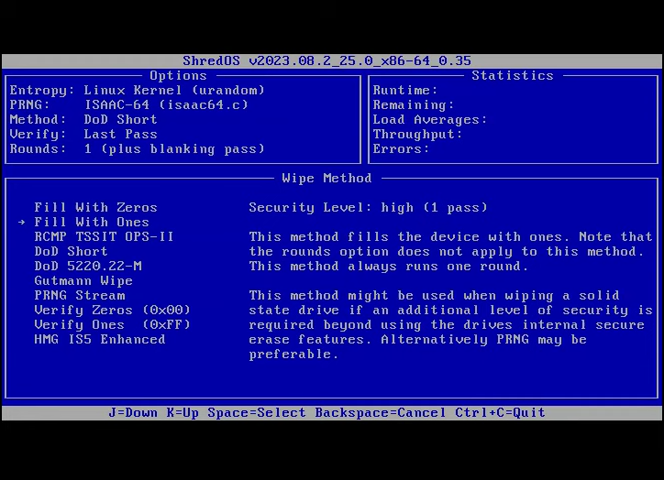 ShredOS v2023.08.2_25.0_x86-64_0.35
Options
Entropy: Linux Kernel (urandom)
PRNG: ISAAC-64 (isaac64.c)
Method: DoD Short
Verify: Last Pass
Rounds: 1 (plus blanking pass)
Statistics
Runtime:
Remaining:
Load Averages:
Throughput:
Errors:
Wipe Method
Fill With Zeros
→ Fill With Ones
RCMP TSSIT OPS-II
DoD Short
DoD 5220.22-M
Gutmann Wipe
PRNG Stream
Verify Zeros (0x00)
Verify Ones (0xFF)
HMG IS5 Enhanced
Security Level: high (1 pass)
This method fills the device with ones. Note that
the rounds option does not apply to this method.
This method always runs one round.
This method might be used when wiping a solid
state drive if an additional level of security is
required beyond using the drives internal secure
erase features. Alternatively PRNG may be
preferable.
J=Down K=Up Space=Select Backspace=Cancel Ctrl+C=Quit